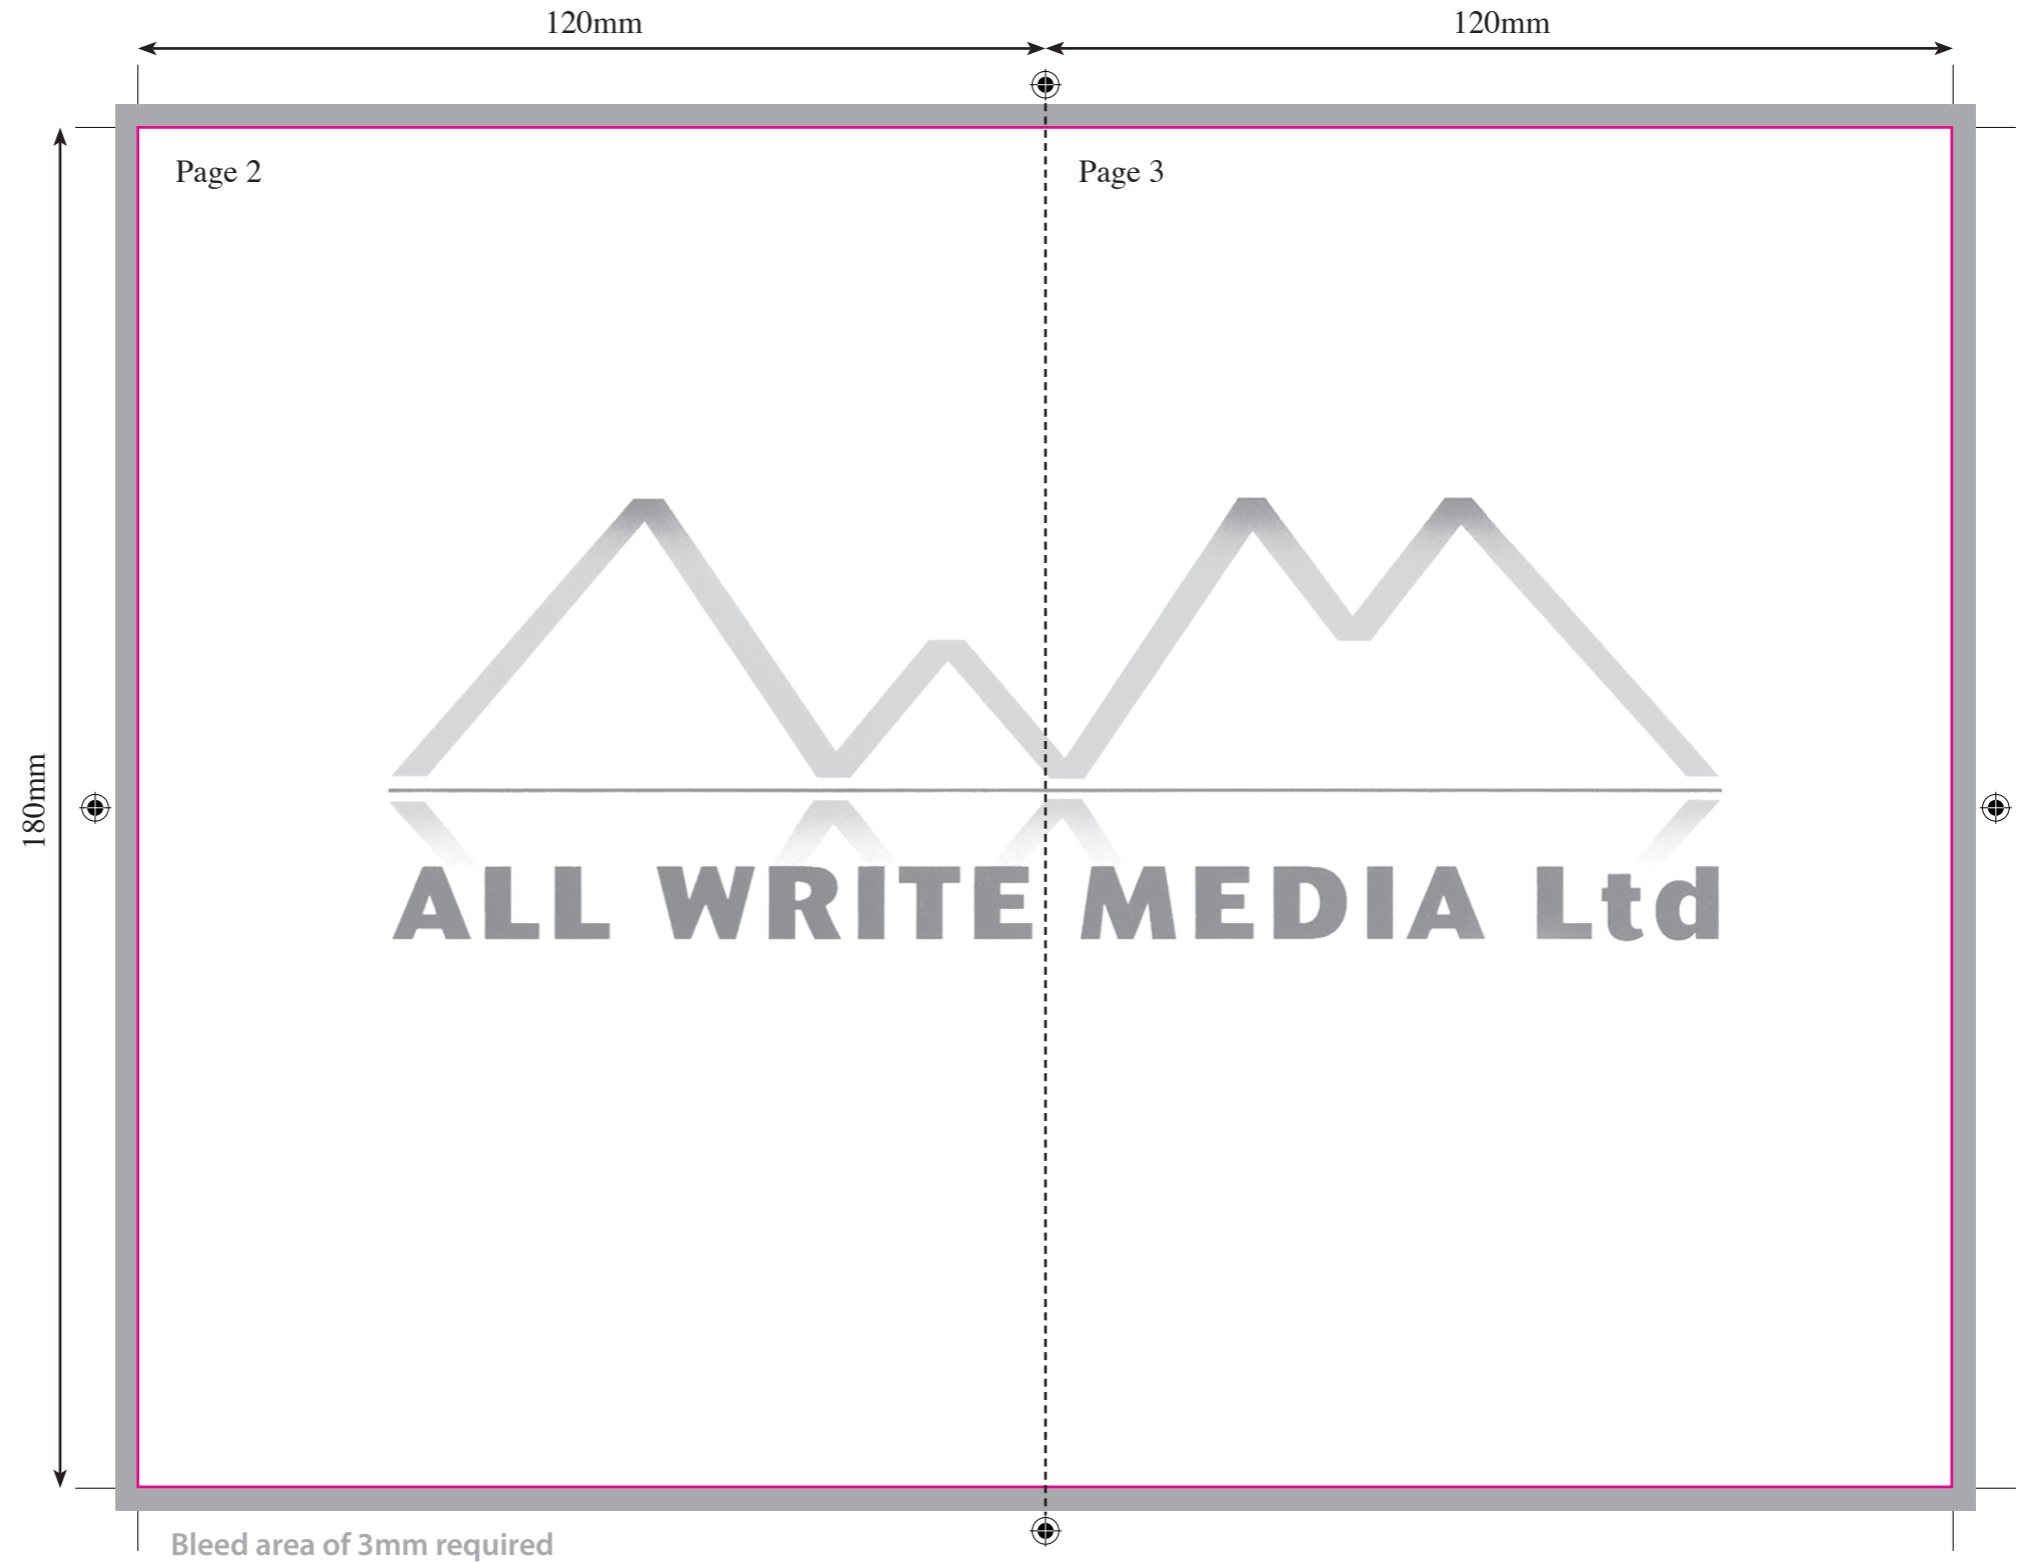 120mm
120mm
Page 2
Page 3
180mm
ALL WRITE MEDIA Ltd
Bleed area of 3mm required